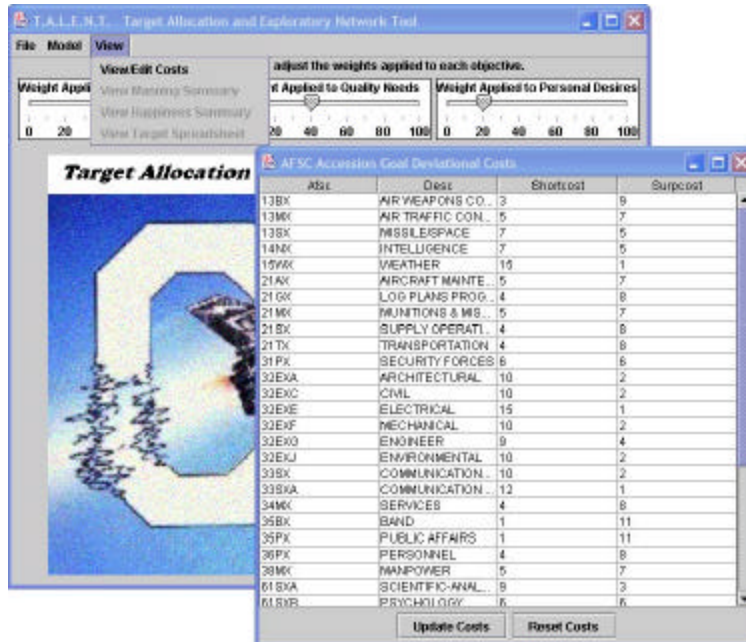 T.A.L.E.N.T. Target Allocation and Exploratory Network Tool
File Model View
View/Edit Costs
View Manning Summary
View Happiness Summary
View Target Spreadsheet
adjust the weights applied to each objective.
Weight Appli
nt Applied to Quality Needs
Weight Applied to Personal Desires
0 20
20 40 60 80 100
0 20 40 60 80 100
Target Allocation
AFSC Accession Goal Deviational Costs
Afsc Desc Shortcost Surpcost
13BX AIR WEAPONS CO... 3 9
13MX AIR TRAFFIC CON... 5 7
13SX MISSILE/SPACE 7 5
14NX INTELLIGENCE 7 5
15WX WEATHER 15 1
21AX AIRCRAFT MAINTE... 5 7
21GX LOG PLANS PROG... 4 8
21MX MUNITIONS & MIS... 5 7
21SX SUPPLY OPERATI... 4 8
21TX TRANSPORTATION 4 8
31PX SECURITY FORCES 6 6
32EXA ARCHITECTURAL 10 2
32EXC CIVIL 10 2
32EXE ELECTRICAL 15 1
32EXF MECHANICAL 10 2
32EXG ENGINEER 9 4
32EXJ ENVIRONMENTAL 10 2
33SX COMMUNICATION... 10 2
33SXA COMMUNICATION... 12 1
34MX SERVICES 4 8
35BX BAND 1 11
35PX PUBLIC AFFAIRS 1 11
36PX PERSONNEL 4 8
38MX MANPOWER 5 7
61SXA SCIENTIFIC-ANAL... 9 3
61SXB PSYCHOLOGY 6 6
Update Costs Reset Costs